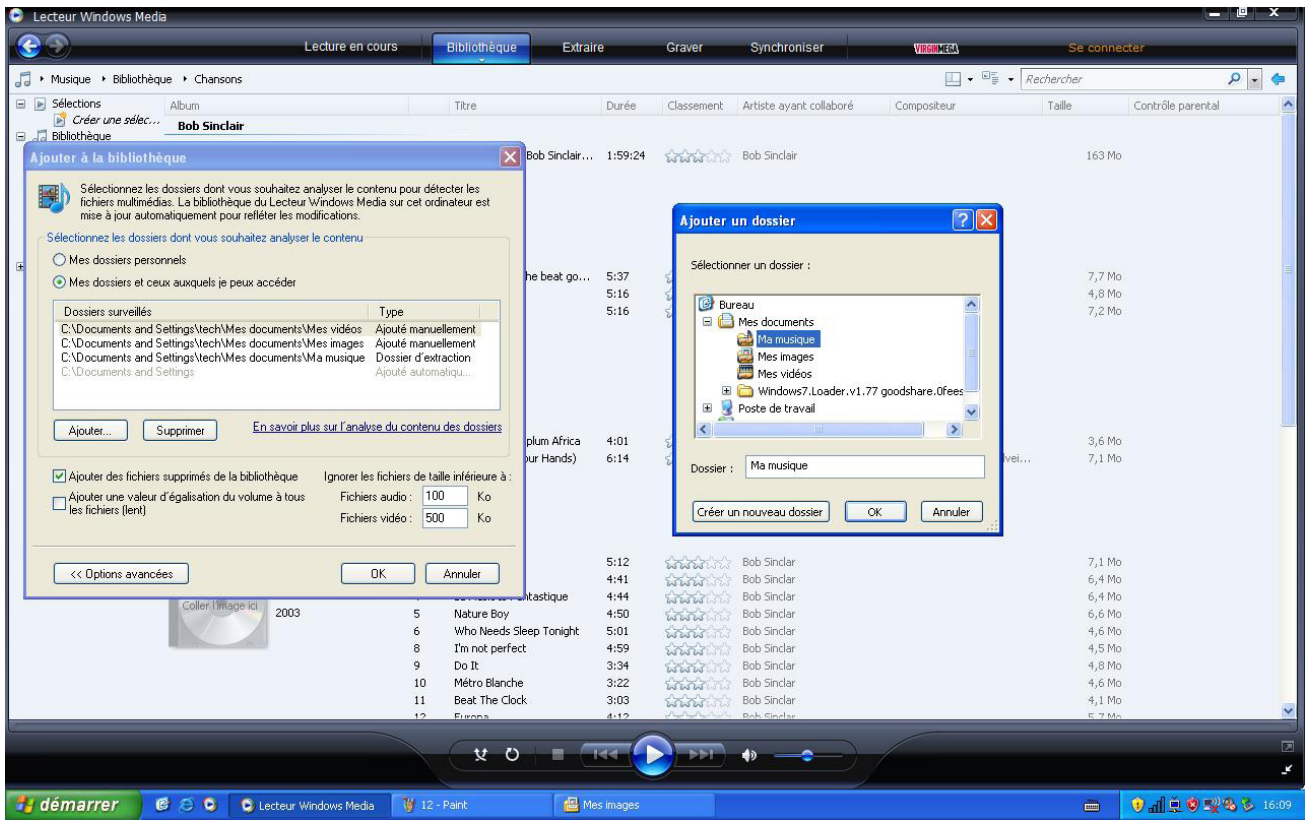 Lecteur Windows Media
Lecture en cours Bibliothèque Extraire Graver Synchroniser VIRGINMEGA Se connecter
Musique Bibliothèque Chansons Rechercher
Sélections Album Titre Durée Classement Artiste ayant collaboré Compositeur Taille Contrôle parental
Créer une sélec... Bob Sinclair
Bibliothèque
Ajouter à la bibliothèque
Bob Sinclair... 1:59:24 Bob Sinclair 163 Mo
Sélectionnez les dossiers dont vous souhaitez analyser le contenu pour détecter les
fichiers multimédias. La bibliothèque du Lecteur Windows Media sur cet ordinateur est
mise à jour automatiquement pour refléter les modifications.
Sélectionnez les dossiers dont vous souhaitez analyser le contenu
Mes dossiers personnels
Mes dossiers et ceux auxquels je peux accéder
Dossiers surveillés Type
C:\Documents and Settings\tech\Mes documents\Mes vidéos Ajouté manuellement
C:\Documents and Settings\tech\Mes documents\Mes images Ajouté manuellement
C:\Documents and Settings\tech\Mes documents\Ma musique Dossier d'extraction
C:\Documents and Settings Ajouté automatiqu...
Ajouter... Supprimer En savoir plus sur l'analyse du contenu des dossiers
Ajouter des fichiers supprimés de la bibliothèque Ignorer les fichiers de taille inférieure à :
Ajouter une valeur d'égalisation du volume à tous
les fichiers (lent)
Fichiers audio : 100 Ko
Fichiers vidéo : 500 Ko
<< Options avancées OK Annuler
Ajouter un dossier
Sélectionner un dossier :
Bureau
Mes documents
Ma musique
Mes images
Mes vidéos
Windows7.Loader.v1.77 goodshare.0fees
Poste de travail
Dossier : Ma musique
Créer un nouveau dossier OK Annuler
he beat go... 5:37 7,7 Mo
5:16 4,8 Mo
5:16 7,2 Mo
plum Africa 4:01 3,6 Mo
our Hands) 6:14 7,1 Mo
5:12 Bob Sinclar 7,1 Mo
4:41 Bob Sinclar 6,4 Mo
4:44 Bob Sinclar 6,4 Mo
Coller l'image ici 2003 5 Nature Boy 4:50 Bob Sinclar 6,6 Mo
6 Who Needs Sleep Tonight 5:01 Bob Sinclar 4,6 Mo
8 I'm not perfect 4:59 Bob Sinclar 4,5 Mo
9 Do It 3:34 Bob Sinclar 4,8 Mo
10 Métro Blanche 3:22 Bob Sinclar 4,6 Mo
11 Beat The Clock 3:03 Bob Sinclar 4,1 Mo
12 Europa 4:12 Bob Sinclar 5,7 Mo
démarrer Lecteur Windows Media 12 - Paint Mes images 16:09